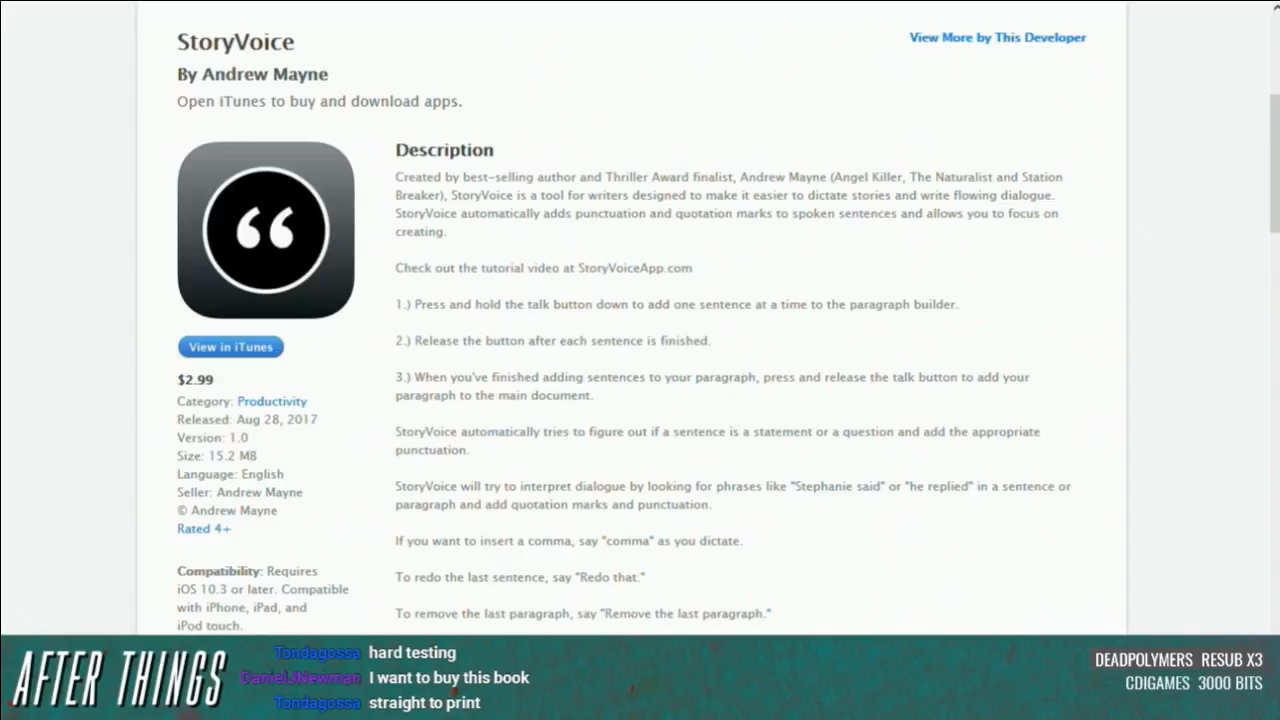 StoryVoice
View More by This Developer
By Andrew Mayne
Open iTunes to buy and download apps.
Description
Created by best-selling author and Thriller Award finalist, Andrew Mayne (Angel Killer, The Naturalist and Station
Breaker), StoryVoice is a tool for writers designed to make it easier to dictate stories and write flowing dialogue.
StoryVoice automatically adds punctuation and quotation marks to spoken sentences and allows you to focus on
creating.
Check out the tutorial video at StoryVoiceApp.com
1.) Press and hold the talk button down to add one sentence at a time to the paragraph builder.
2.) Release the button after each sentence is finished.
3.) When you've finished adding sentences to your paragraph, press and release the talk button to add your
paragraph to the main document.
StoryVoice automatically tries to figure out if a sentence is a statement or a question and add the appropriate
punctuation.
StoryVoice will try to interpret dialogue by looking for phrases like "Stephanie said" or "he replied" in a sentence or
paragraph and add quotation marks and punctuation.
If you want to insert a comma, say "comma" as you dictate.
To redo the last sentence, say "Redo that."
To remove the last paragraph, say "Remove the last paragraph."
View in iTunes
$2.99
Category: Productivity
Released: Aug 28, 2017
Version: 1.0
Size: 15.2 MB
Language: English
Seller: Andrew Mayne
© Andrew Mayne
Rated 4+
Compatibility: Requires
iOS 10.3 or later. Compatible
with iPhone, iPad, and
iPod touch.
AFTER THINGS
Tondagossa hard testing
DanielJNewman I want to buy this book
Tondagossa straight to print
DEADPOLYMERS RESUB X3
CDIGAMES 3000 BITS